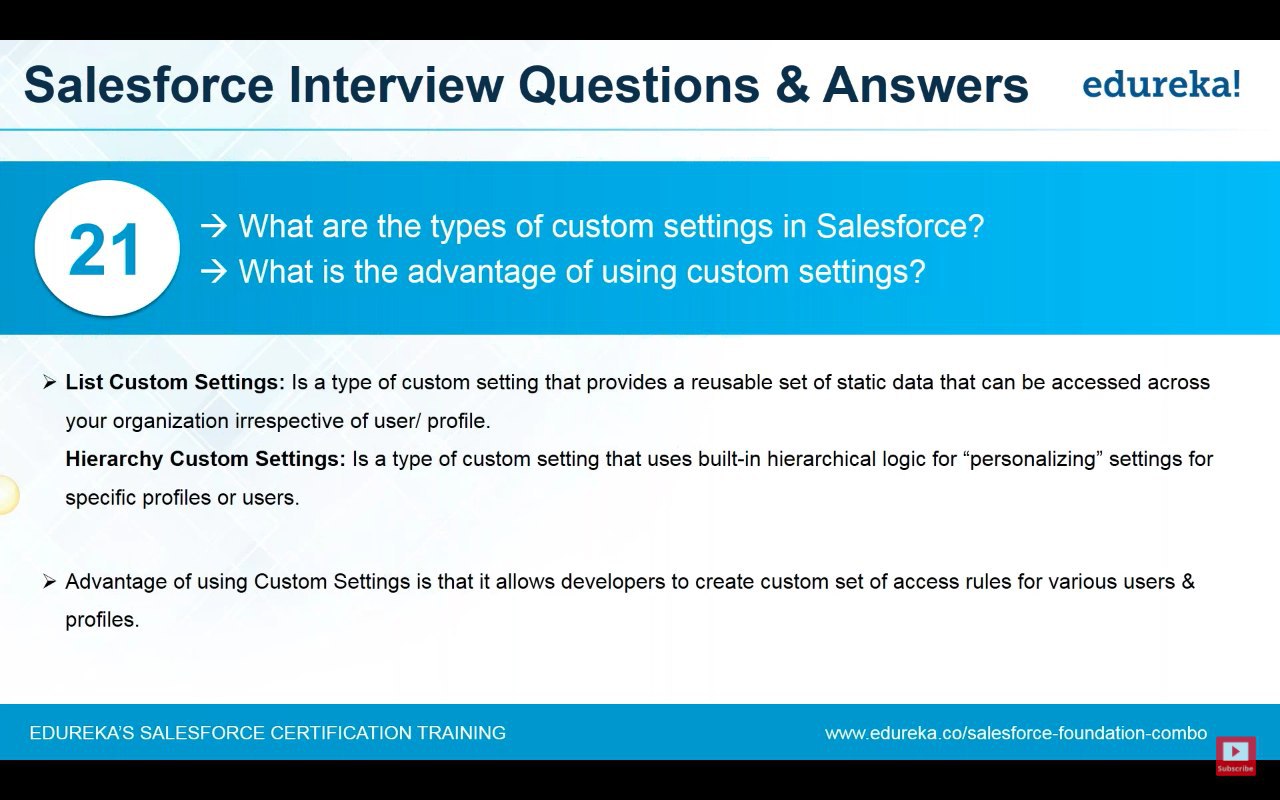 Salesforce Interview Questions & Answers
edureka!
21
→ What are the types of custom settings in Salesforce?
→ What is the advantage of using custom settings?
➢ List Custom Settings: Is a type of custom setting that provides a reusable set of static data that can be accessed across
your organization irrespective of user/ profile.
Hierarchy Custom Settings: Is a type of custom setting that uses built-in hierarchical logic for “personalizing” settings for
specific profiles or users.
➢ Advantage of using Custom Settings is that it allows developers to create custom set of access rules for various users &
profiles.
EDUREKA’S SALESFORCE CERTIFICATION TRAINING
www.edureka.co/salesforce-foundation-combo
Subscribe